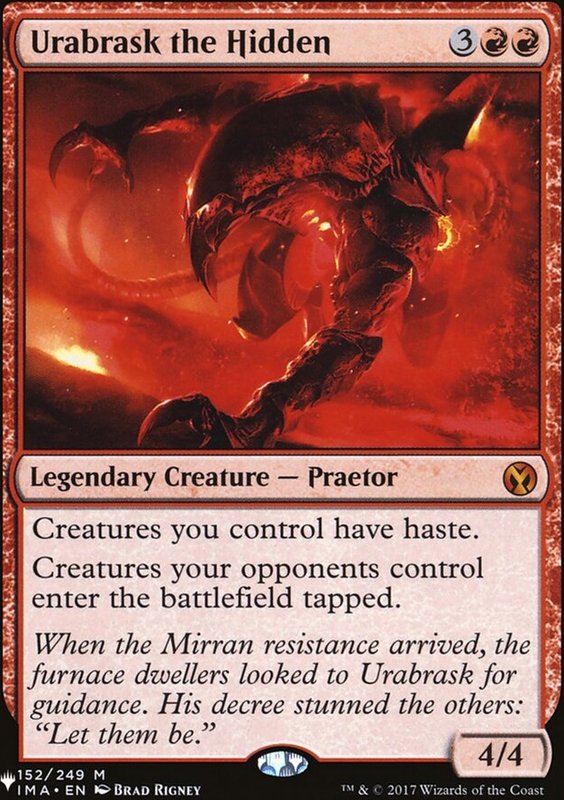 Urabrask the Hidden 3
Legendary Creature — Praetor
Creatures you control have haste.
Creatures your opponents control
enter the battlefield tapped.
When the Mirran resistance arrived, the
furnace dwellers looked to Urabrask for
guidance. His decree stunned the others:
“Let them be.”
4/4
152/249 M
IMA • EN BRAD RIGNEY
™ & © 2017 Wizards of the Coast